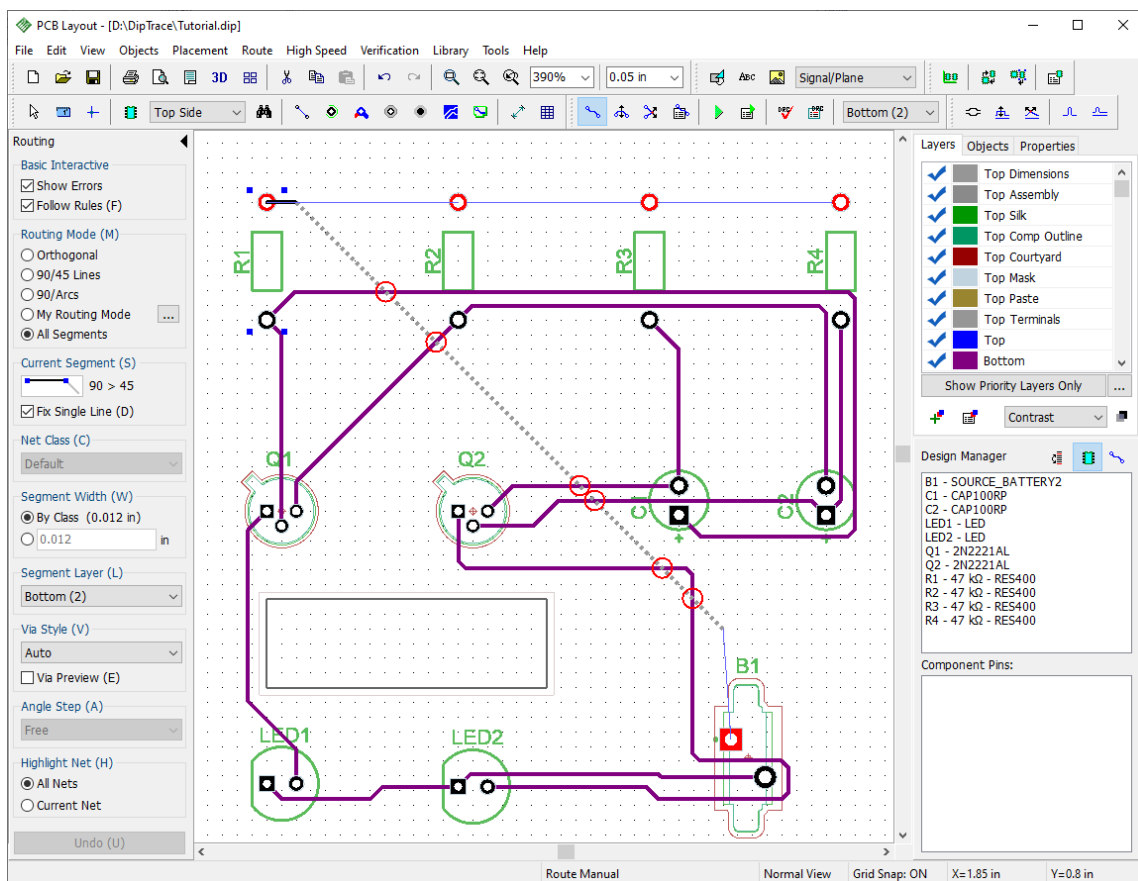 PCB Layout - [D:\DipTrace\Tutorial.dip]
File Edit View Objects Placement Route High Speed Verification Library Tools Help
3D 390% 0.05 in ABC Signal/Plane
Top Side DRC DRC Bottom (2)
Routing
Basic Interactive
Show Errors
Follow Rules (F)
Routing Mode (M)
Orthogonal
90/45 Lines
90/Arcs
My Routing Mode ...
All Segments
Current Segment (S)
90 > 45
Fix Single Line (D)
Net Class (C)
Default
Segment Width (W)
By Class (0.012 in)
0.012 in
Segment Layer (L)
Bottom (2)
Via Style (V)
Auto
Via Preview (E)
Angle Step (A)
Free
Highlight Net (H)
All Nets
Current Net
Undo (U)
R1 R2 R3 R4
Q1 Q2
C1 C2
+ +
B1
LED1 LED2
Layers Objects Properties
Top Dimensions
Top Assembly
Top Silk
Top Comp Outline
Top Courtyard
Top Mask
Top Paste
Top Terminals
Top
Bottom
Show Priority Layers Only ...
Contrast
Design Manager
B1 - SOURCE_BATTERY2
C1 - CAP100RP
C2 - CAP100RP
LED1 - LED
LED2 - LED
Q1 - 2N2221AL
Q2 - 2N2221AL
R1 - 47 kΩ - RES400
R2 - 47 kΩ - RES400
R3 - 47 kΩ - RES400
R4 - 47 kΩ - RES400
Component Pins:
Route Manual Normal View Grid Snap: ON X=1.85 in Y=0.8 in